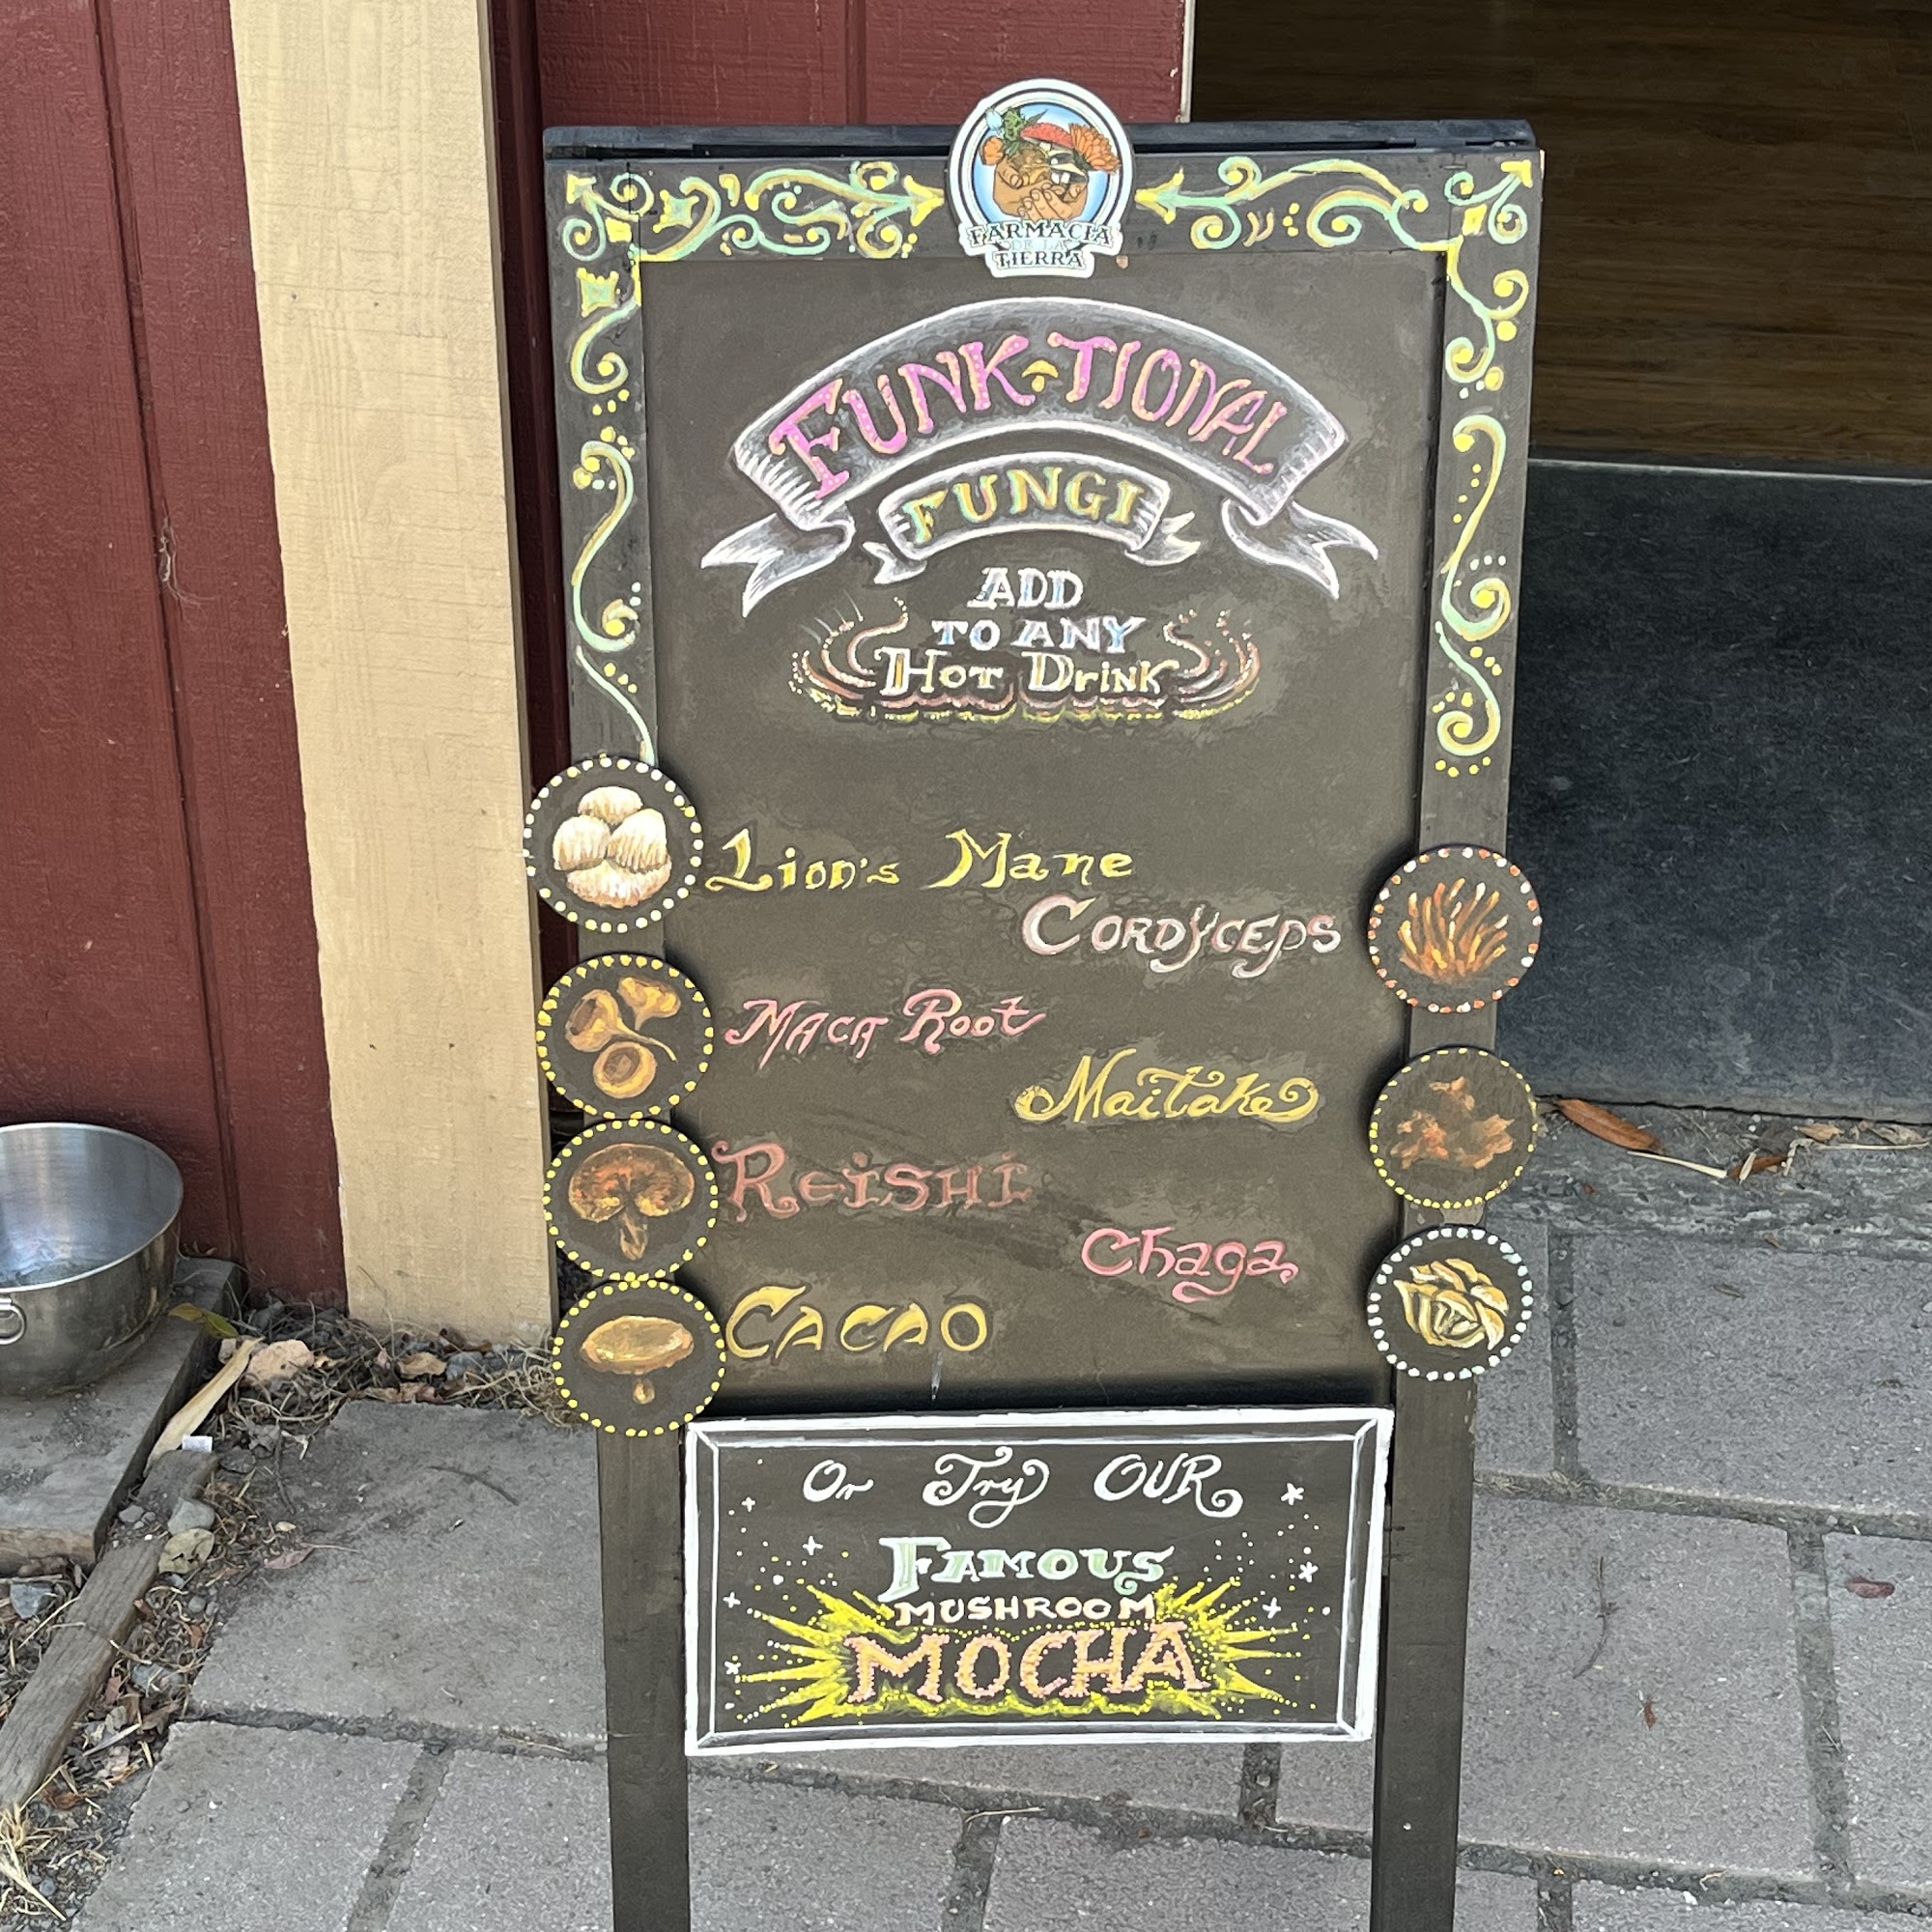 FARMACIA
DE LA
TIERRA
FUNK-TIONAL
FUNGI
ADD
TO ANY
HOT DRINK
Lion's Mane
CORDYCEPS
MACA ROOT
MaiTake
REiSHi
Chaga
CACAO
Or Try OUR
FAMOUS
MUSHROOM
MOCHA